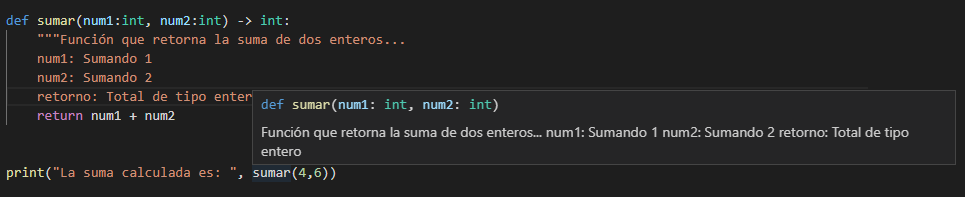 def sumar(num1:int, num2:int) -> int:
"""Función que retorna la suma de dos enteros...
num1: Sumando 1
num2: Sumando 2
retorno: Total de tipo enter
return num1 + num2
def sumar(num1: int, num2: int)
Función que retorna la suma de dos enteros... num1: Sumando 1 num2: Sumando 2 retorno: Total de tipo
entero
print("La suma calculada es: ", sumar(4,6))